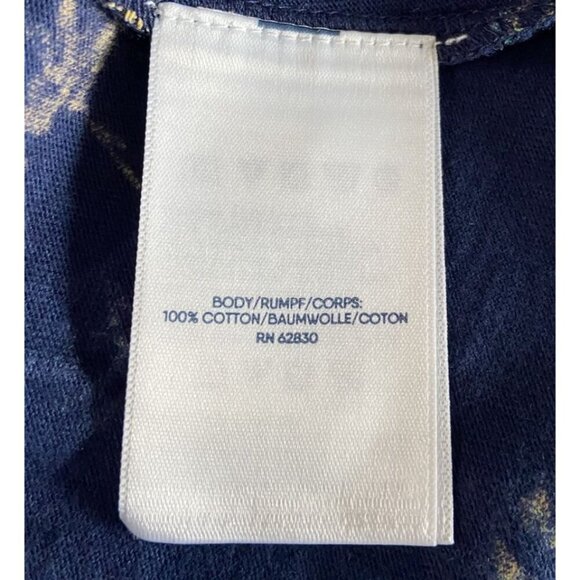 BODY/RUMPF/CORPS:
100% COTTON/BAUMWOLLE/COTON
RN 62830